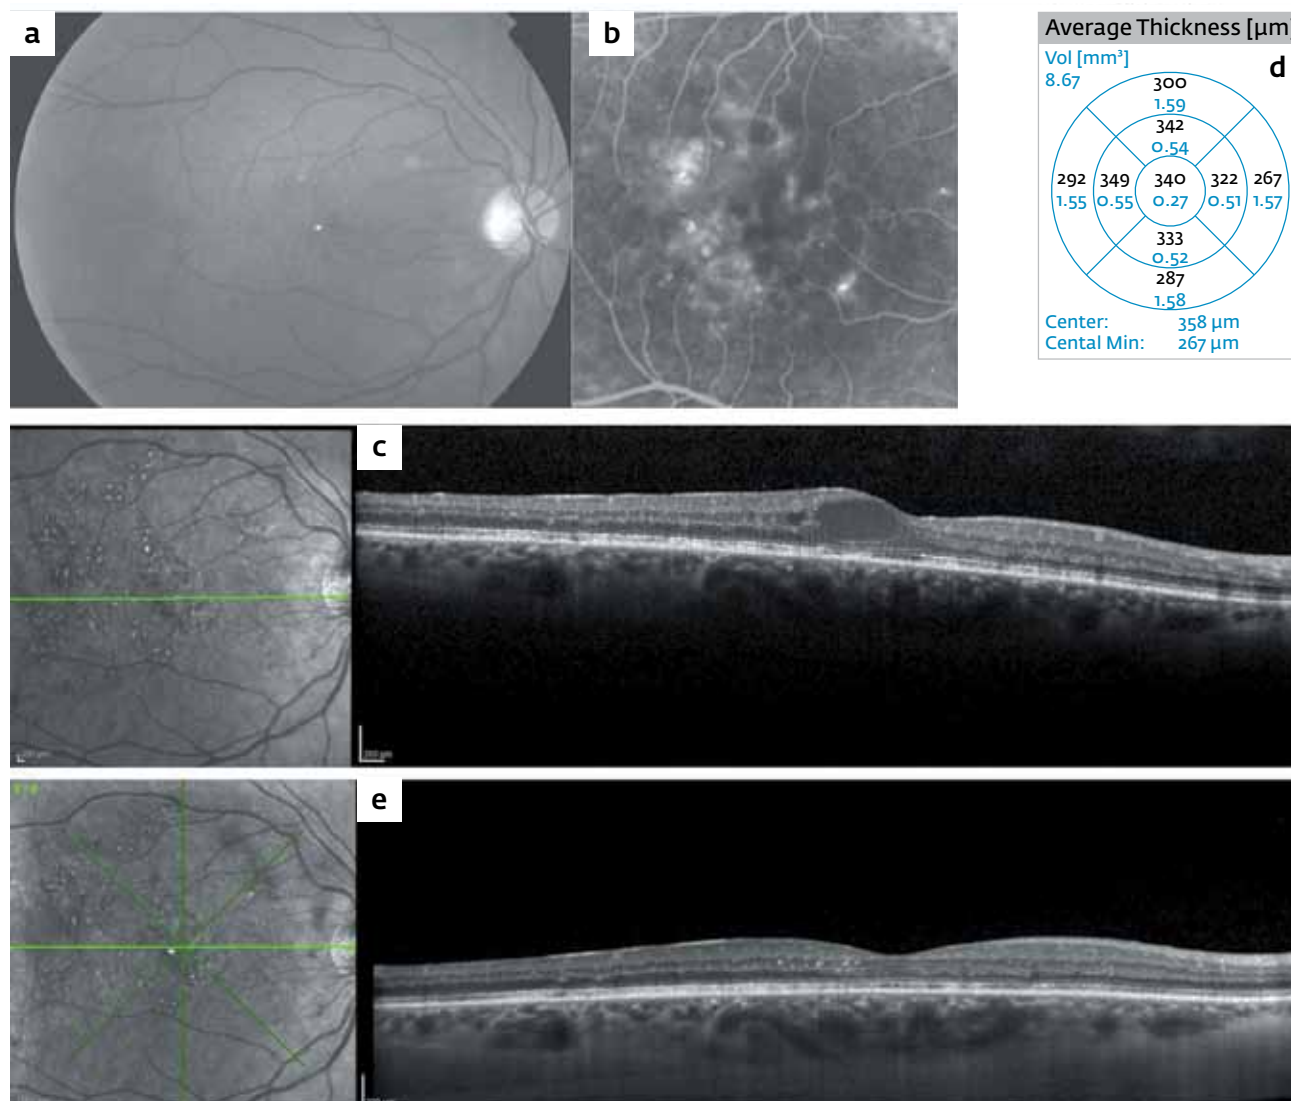 a
b
Average Thickness [µm]
Vol [mm³]
8.67
d
300
1.59
342
0.54
292 349 340 322 267
1.55 0.55 0.27 0.51 1.57
333
0.52
287
1.58
Center: 358 µm
Cental Min: 267 µm
c
200 µm
e